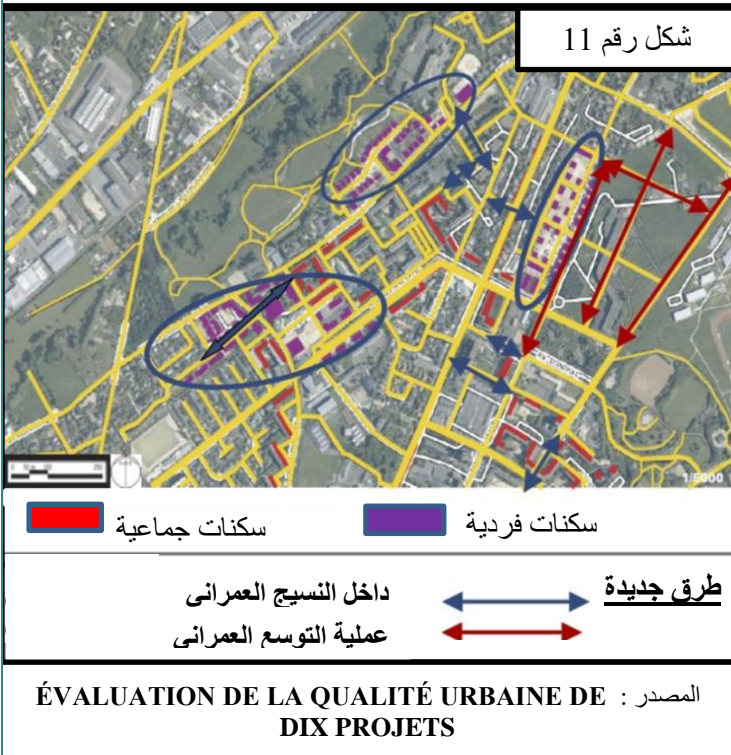 شكل رقم 11
1/5000
سكنات فردية
سكنات جماعية
طرق جديدة
داخل النسيج العمراني
عملية التوسع العمراني
المصدر : ÉVALUATION DE LA QUALITÉ URBAINE DE
DIX PROJETS